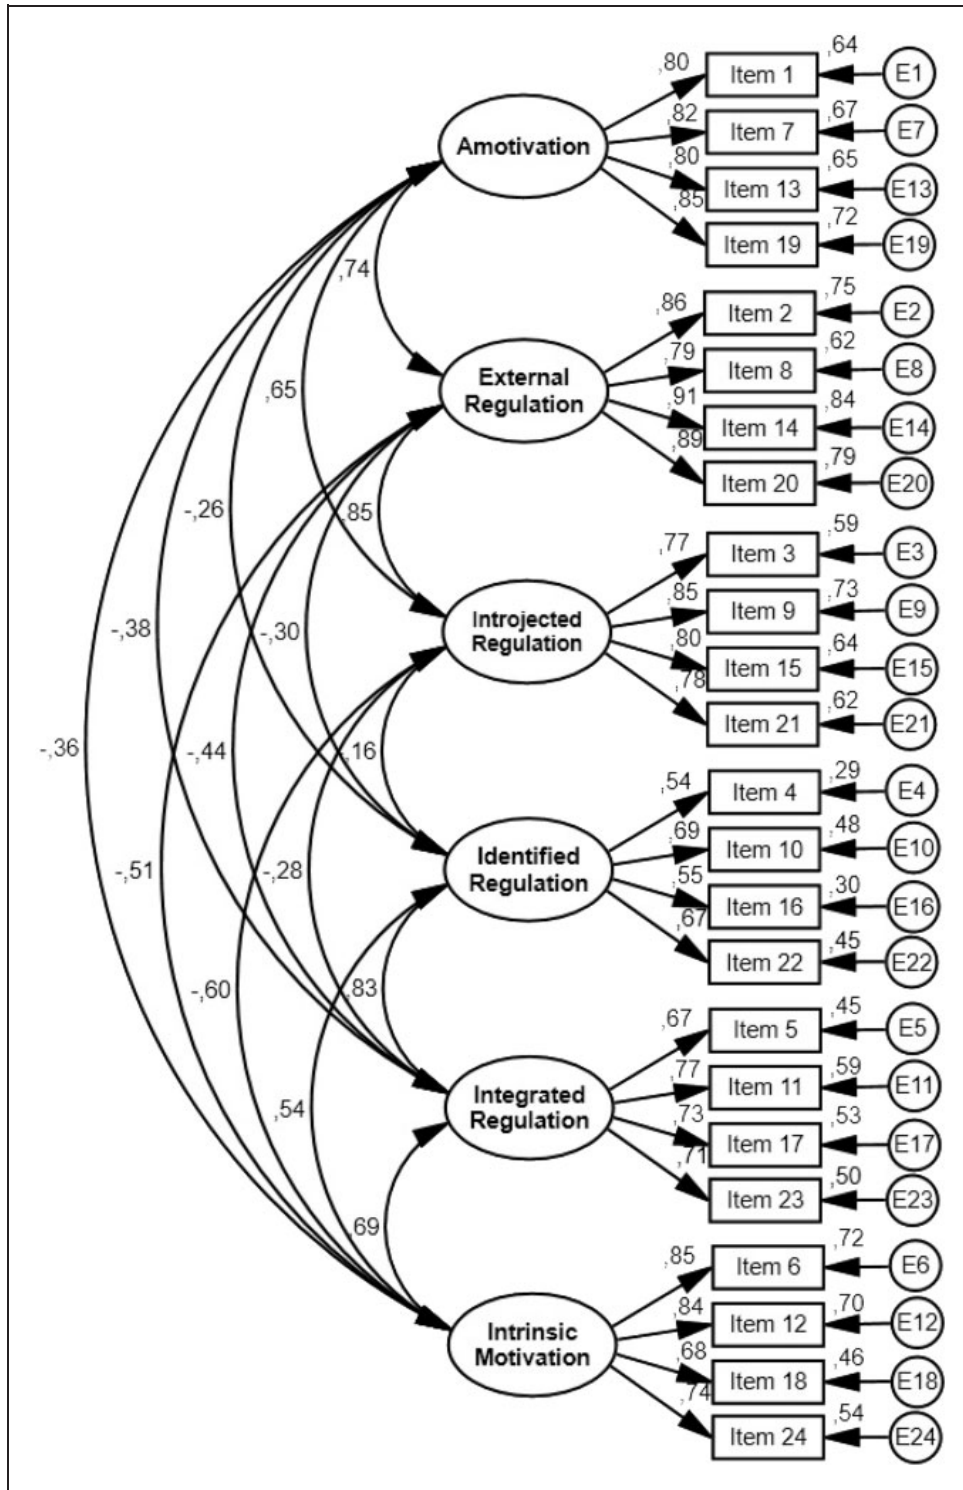 ,64
,80
Item 1
E1
,67
,82
Item 7
E7
Amotivation
,65
,80
Item 13
E13
,72
,85
Item 19
E19
,74
,75
,86
Item 2
E2
,62
,79
Item 8
E8
External
Regulation
,65
,84
,91
Item 14
E14
,79
,89
Item 20
E20
-,26
,85
,59
,77
Item 3
E3
,73
,85
Item 9
E9
Introjected
Regulation
-,38
-,30
,64
,80
Item 15
E15
,62
,78
Item 21
E21
-,36
-,44
,16
,29
,54
Item 4
E4
,48
,69
Item 10
E10
Identified
Regulation
-,51
-,28
,30
,55
Item 16
E16
,45
,67
Item 22
E22
-,60
,83
,45
,67
Item 5
E5
,59
,77
Item 11
E11
Integrated
Regulation
,54
,53
,73
Item 17
E17
,50
,71
Item 23
E23
,69
,72
,85
Item 6
E6
,70
,84
Item 12
E12
Intrinsic
Motivation
,46
,68
Item 18
E18
,54
,74
Item 24
E24